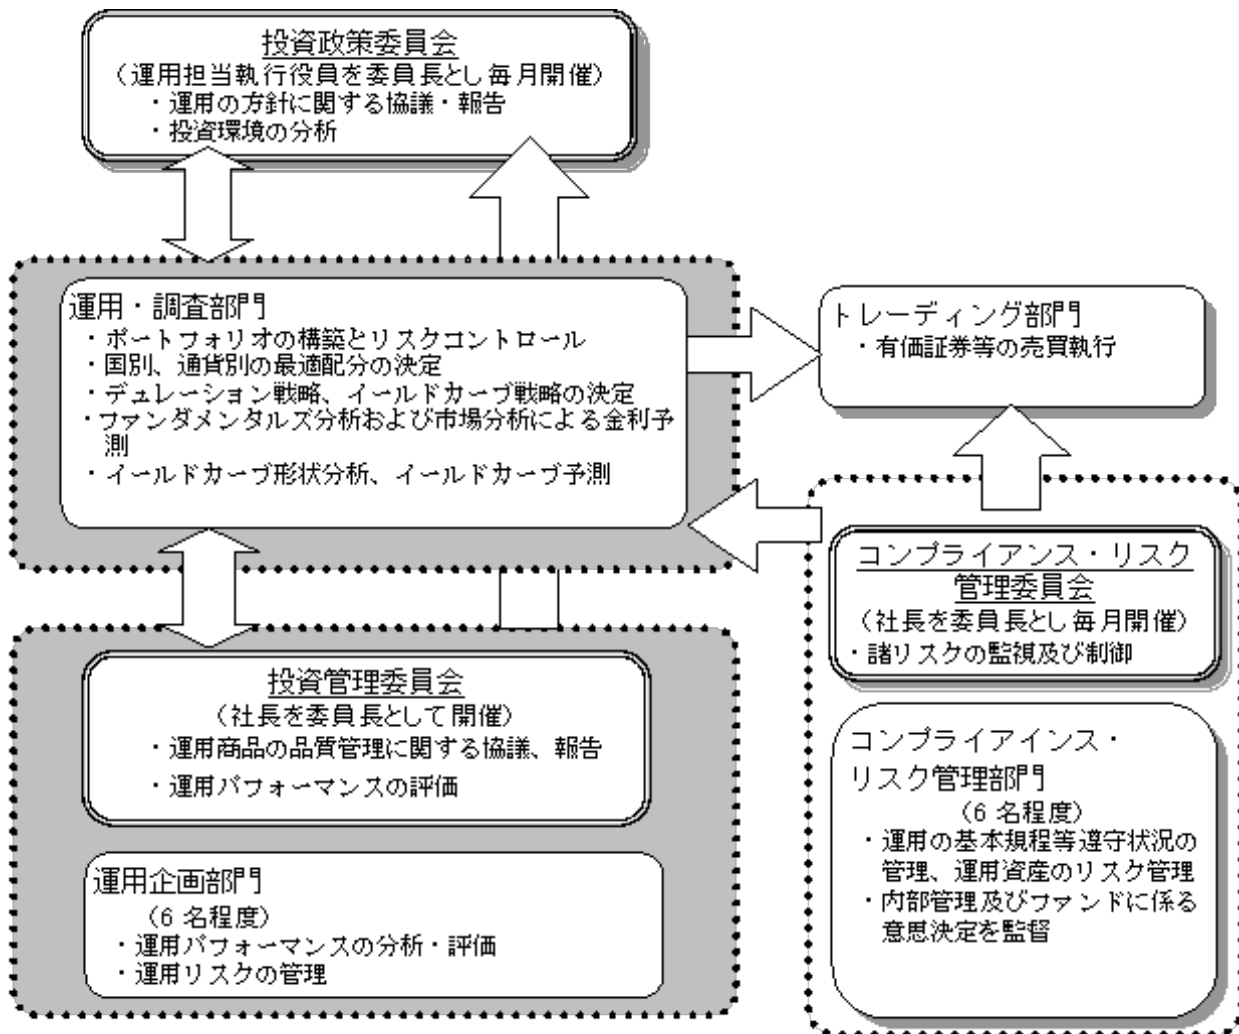 投資政策委員会
（運用担当執行役員を委員長とし毎月開催）
・運用の方針に関する協議・報告
・投資環境の分析
運用・調査部門
・ポートフォリオの構築とリスクコントロール
・国別、通貨別の最適配分の決定
・デュレーション戦略、イールドカーブ戦略の決定
・ファンダメンタルズ分析および市場分析による金利予
測
・イールドカーブ形状分析、イールドカーブ予測
トレーディング部門
・有価証券等の売買執行
コンプライアンス・リスク
管理委員会
（社長を委員長とし毎月開催）
・諸リスクの監視及び制御
投資管理委員会
（社長を委員長として開催）
・運用商品の品質管理に関する協議、報告
・運用パフォーマンスの評価
運用企画部門
（6 名程度）
・運用パフォーマンスの分析・評価
・運用リスクの管理
コンプライアインス・
リスク管理部門
（6 名程度）
・運用の基本規程等遵守状況の
管理、運用資産のリスク管理
・内部管理及びファンドに係る
意思決定を監督